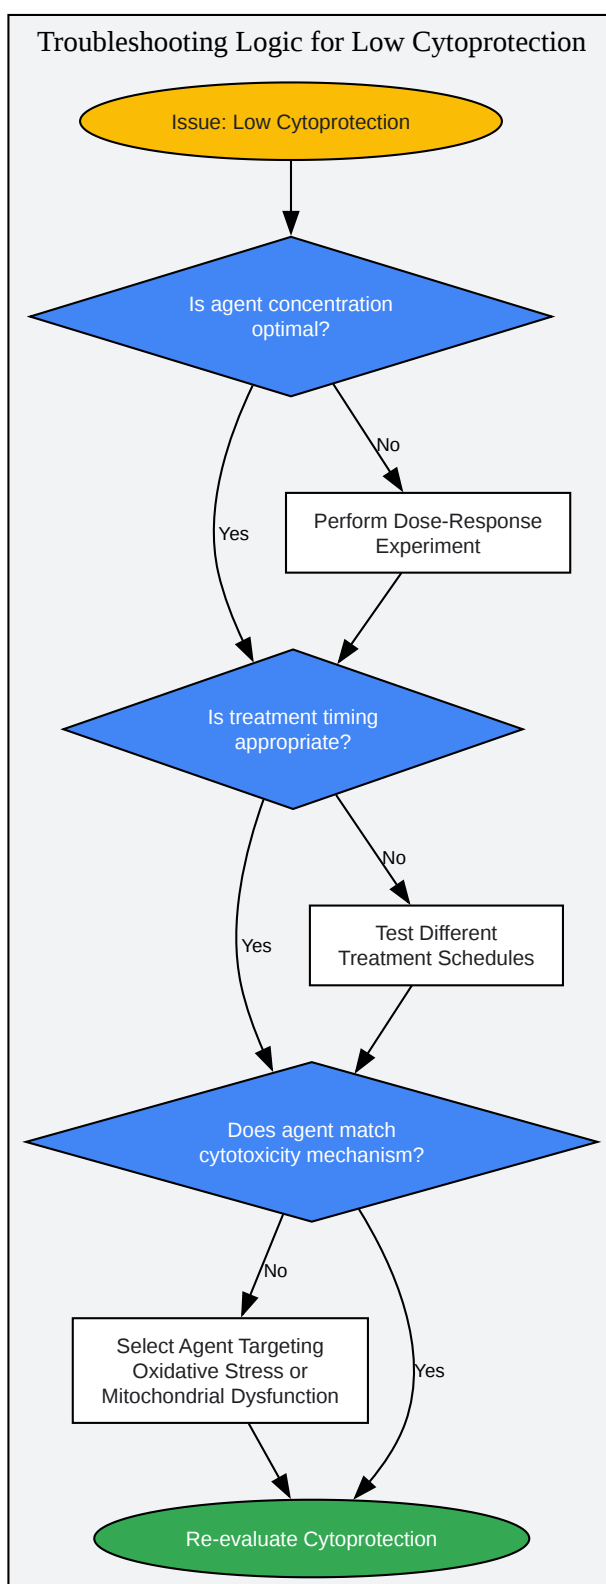 Troubleshooting Logic for Low Cytoprotection
Issue: Low Cytoprotection
Is agent concentration
optimal?
No
Yes
Perform Dose-Response
Experiment
Is treatment timing
appropriate?
No
Yes
Test Different
Treatment Schedules
Does agent match
cytotoxicity mechanism?
No
Yes
Select Agent Targeting
Oxidative Stress or
Mitochondrial Dysfunction
Re-evaluate Cytoprotection